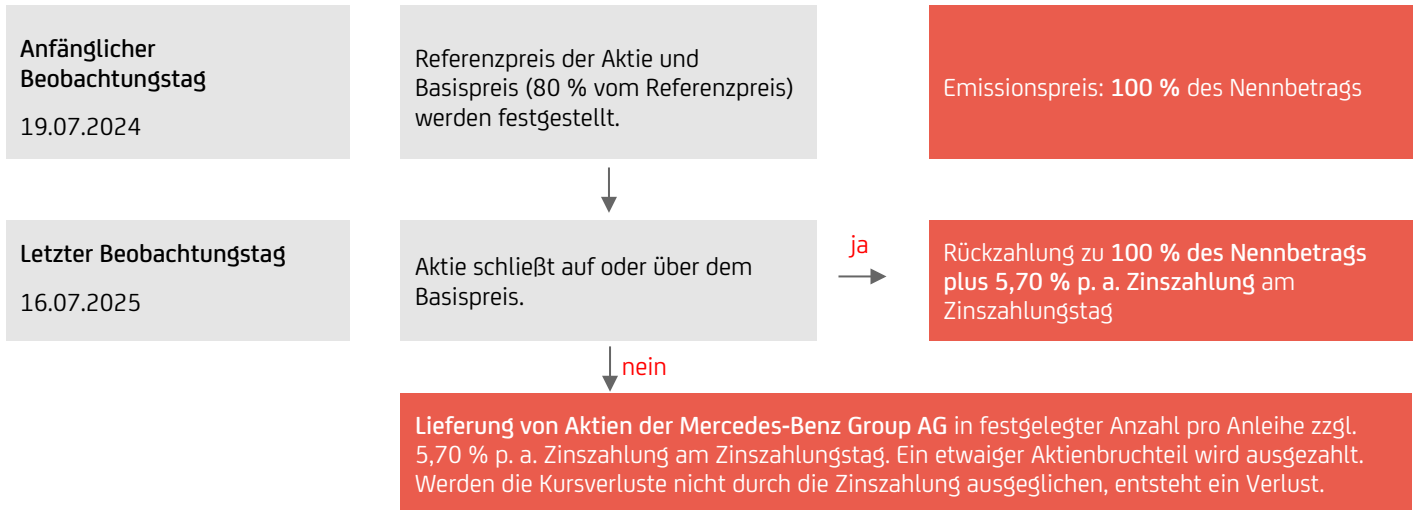 Anfänglicher
Beobachtungstag
19.07.2024
Referenzpreis der Aktie und
Basispreis (80 % vom Referenzpreis)
werden festgestellt.
Emissionspreis: 100 % des Nennbetrags
Letzter Beobachtungstag
16.07.2025
Aktie schließt auf oder über dem
Basispreis.
ja
Rückzahlung zu 100 % des Nennbetrags
plus 5,70 % p. a. Zinszahlung am
Zinszahlungstag
nein
Lieferung von Aktien der Mercedes-Benz Group AG in festgelegter Anzahl pro Anleihe zzgl.
5,70 % p. a. Zinszahlung am Zinszahlungstag. Ein etwaiger Aktienbruchteil wird ausgezahlt.
Werden die Kursverluste nicht durch die Zinszahlung ausgeglichen, entsteht ein Verlust.